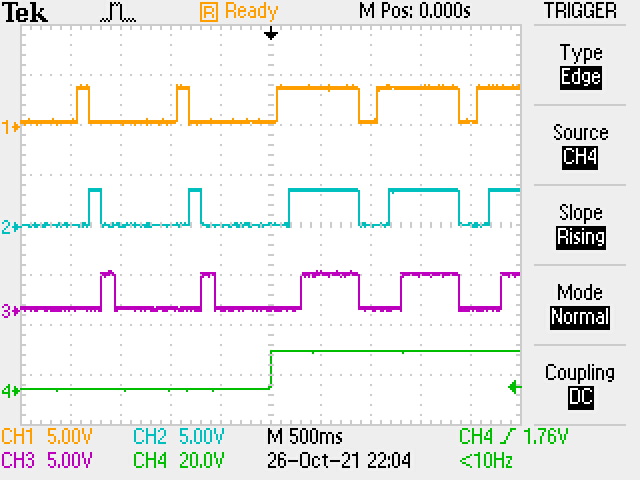 Tek R Ready M Pos: 0.000s TRIGGER
Type
Edge
1
Source
CH4
Slope
Rising
2
Mode
Normal
3
Coupling
DC
4
CH1 5.00V CH2 5.00V M 500ms CH4 1.76V
CH3 5.00V CH4 20.0V 26-Oct-21 22:04 <10Hz